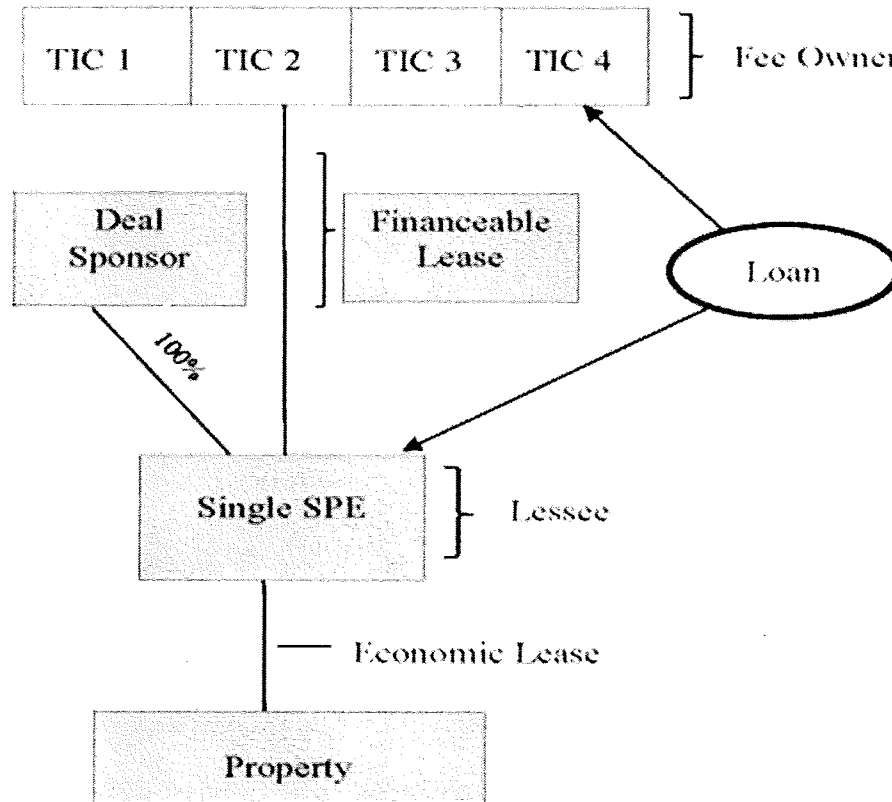 TIC 1 TIC 2 TIC 3 TIC 4 Fee Owner
Deal
Sponsor
Financeable
Lease
Loan
100%
Single SPE
Lessee
Economic Lease
Property